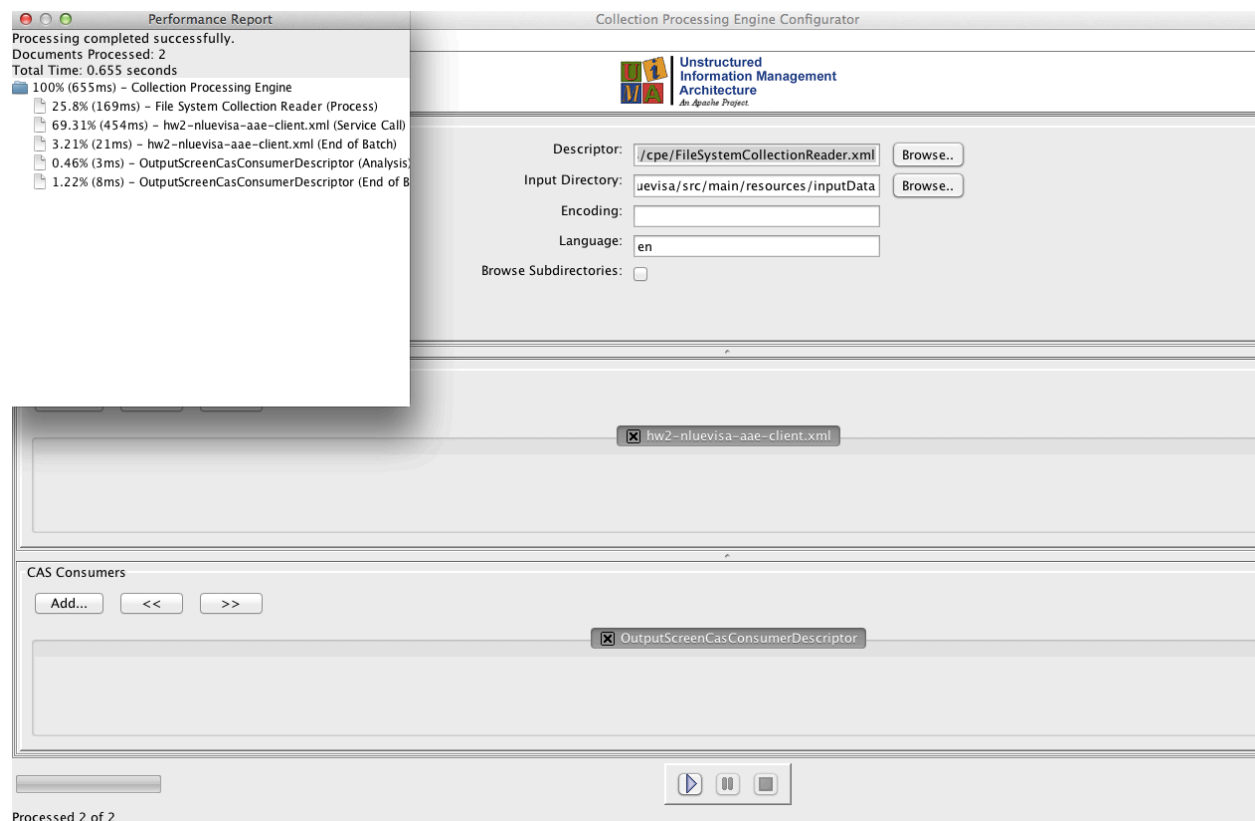 Performance Report
Processing completed successfully.
Documents Processed: 2
Total Time: 0.655 seconds
100% (655ms) – Collection Processing Engine
25.8% (169ms) – File System Collection Reader (Process)
69.31% (454ms) – hw2-nluevisa-aae-client.xml (Service Call)
3.21% (21ms) – hw2-nluevisa-aae-client.xml (End of Batch)
0.46% (3ms) – OutputScreenCasConsumerDescriptor (Analysis)
1.22% (8ms) – OutputScreenCasConsumerDescriptor (End of B
Collection Processing Engine Configurator
U i M A
Unstructured
Information Management
Architecture
An Apache Project.
Descriptor: /cpe/FileSystemCollectionReader.xml Browse..
Input Directory: uevisa/src/main/resources/inputData Browse..
Encoding:
Language: en
Browse Subdirectories:
hw2-nluevisa-aae-client.xml
CAS Consumers
Add... << >>
OutputScreenCasConsumerDescriptor
Processed 2 of 2